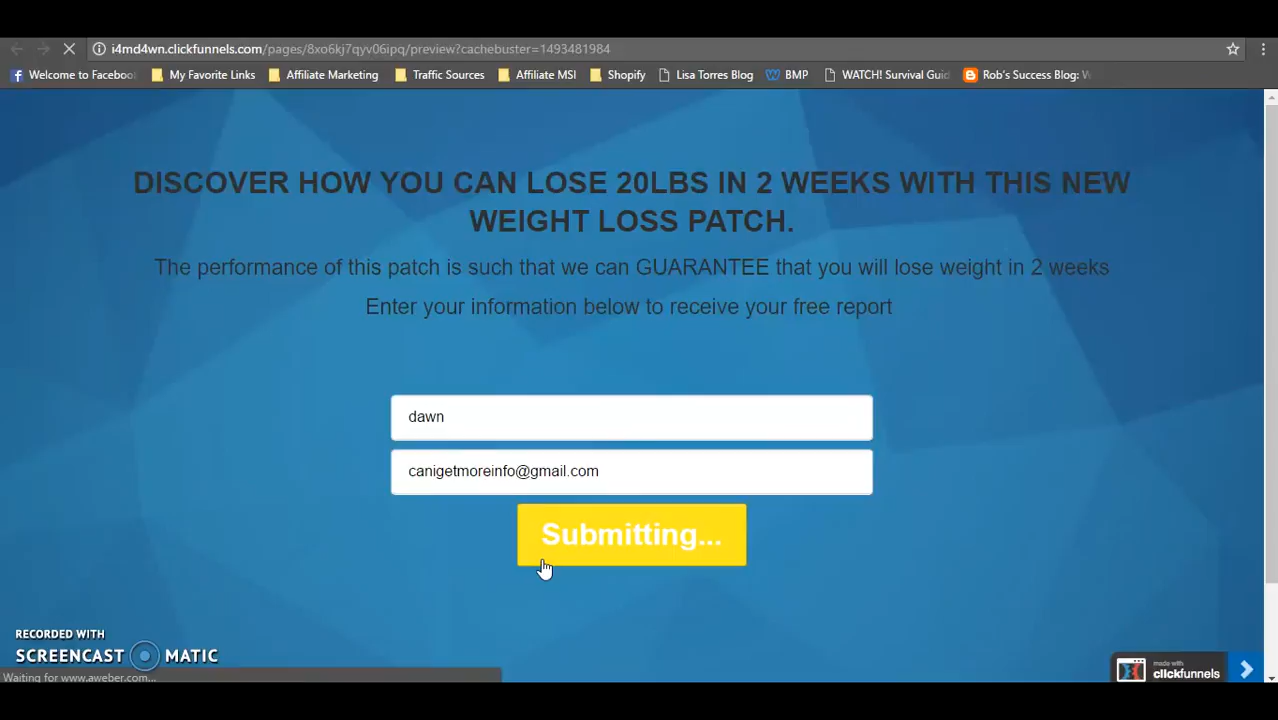 i4md4wn.clickfunnels.com/pages/8xo6kj7qyv06ipq/preview?cachebuster=1493481984
Welcome to Faceboo
My Favorite Links
Affiliate Marketing
Traffic Sources
Affiliate MSI
Shopify
Lisa Torres Blog
BMP
WATCH! Survival Guid
Rob's Success Blog: W
DISCOVER HOW YOU CAN LOSE 20LBS IN 2 WEEKS WITH THIS NEW
WEIGHT LOSS PATCH.
The performance of this patch is such that we can GUARANTEE that you will lose weight in 2 weeks
Enter your information below to receive your free report
dawn
canigetmoreinfo@gmail.com
Submitting...
RECORDED WITH
SCREENCAST MATIC
Waiting for www.aweber.com...
made with
clickfunnels